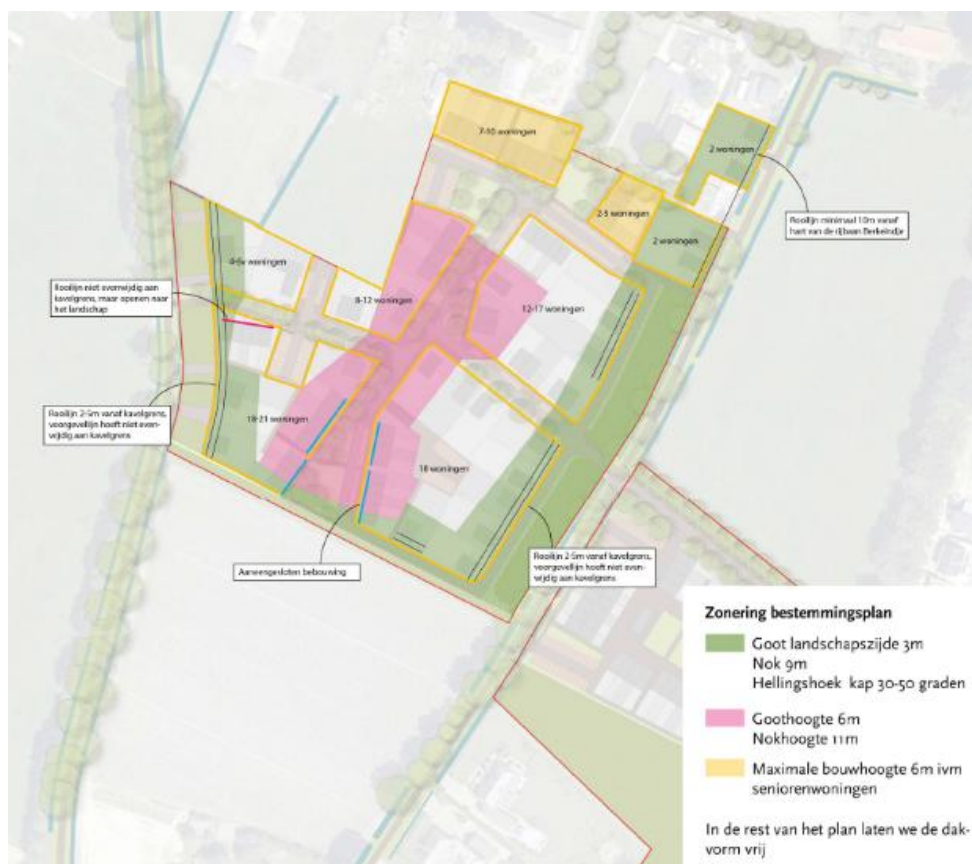 7-10 woningen
2 woningen
2-3 woningen
Rooilijn minimaal 10m vanaf
hart van de rijbaan Berkeindje
2 woningen
woningen
Rooilijn niet evenwijdig aan
kavelgrens, maar openen naar
het landschap
8-12 woningen
12-17 woningen
Rooilijn 2-5m vanaf kavelgrens,
voorgevellijn hoeft niet even-
wijdig aan kavelgrens
woningen
18 woningen
Aaneengesloten bebouwing
Rooilijn 2-5m vanaf kavelgrens,
voorgevellijn hoeft niet even-
wijdig aan kavelgrens
Zonering bestemmingsplan
Goot landschapszijde 3m
Nok 9m
Hellingshoek kap 30-50 graden
Goothoogte 6m
Nokhoogte 11m
Maximale bouwhoogte 6m ivm
seniorenwoningen
In de rest van het plan laten we de dak-
vorm vrij